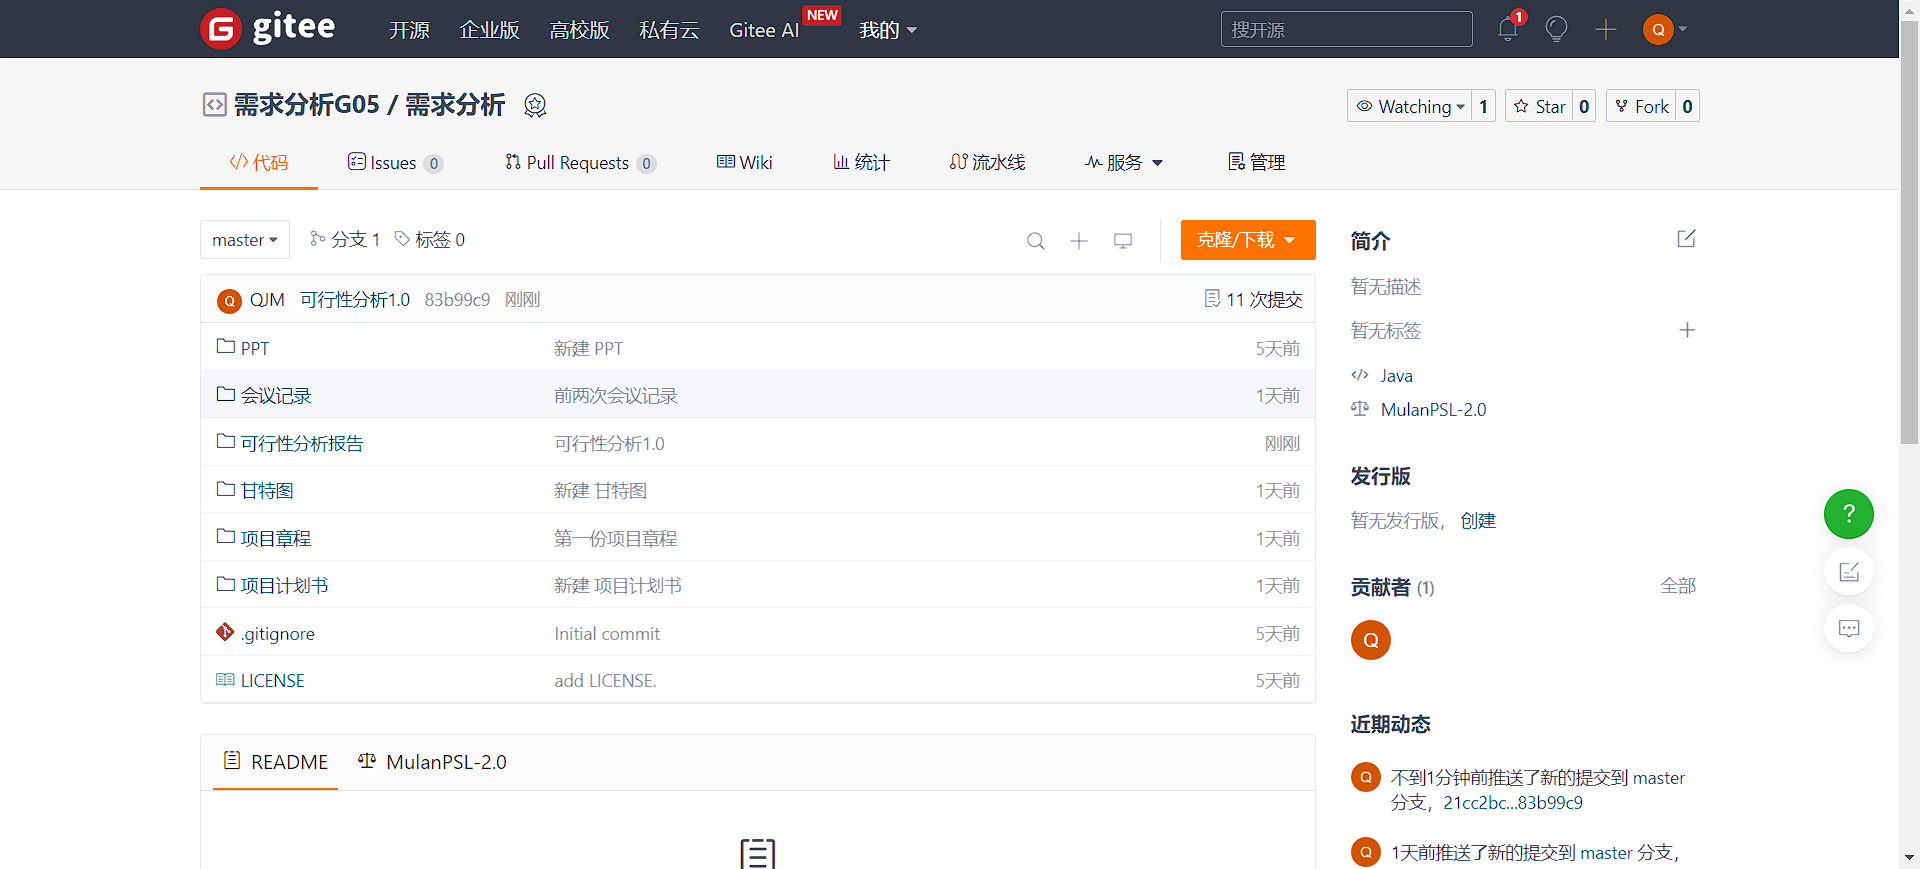 gitee 开源 企业版 高校版 私有云 Gitee AI NEW 我的 搜开源 1 Q
需求分析G05 / 需求分析 Watching 1 Star 0 Fork 0
代码 Issues 0 Pull Requests 0 Wiki 统计 流水线 服务 管理
master 分支 1 标签 0 克隆/下载
Q QJM 可行性分析1.0 83b99c9 刚刚 11 次提交
PPT 新建 PPT 5天前
会议记录 前两次会议记录 1天前
可行性分析报告 可行性分析1.0 刚刚
甘特图 新建 甘特图 1天前
项目章程 第一份项目章程 1天前
项目计划书 新建 项目计划书 1天前
.gitignore Initial commit 5天前
LICENSE add LICENSE. 5天前
README MulanPSL-2.0
简介
暂无描述
暂无标签
Java
MulanPSL-2.0
发行版
暂无发行版， 创建
贡献者 (1) 全部
Q
近期动态
Q 不到1分钟前推送了新的提交到 master
分支，21cc2bc...83b99c9
Q 1天前推送了新的提交到 master 分支，
?